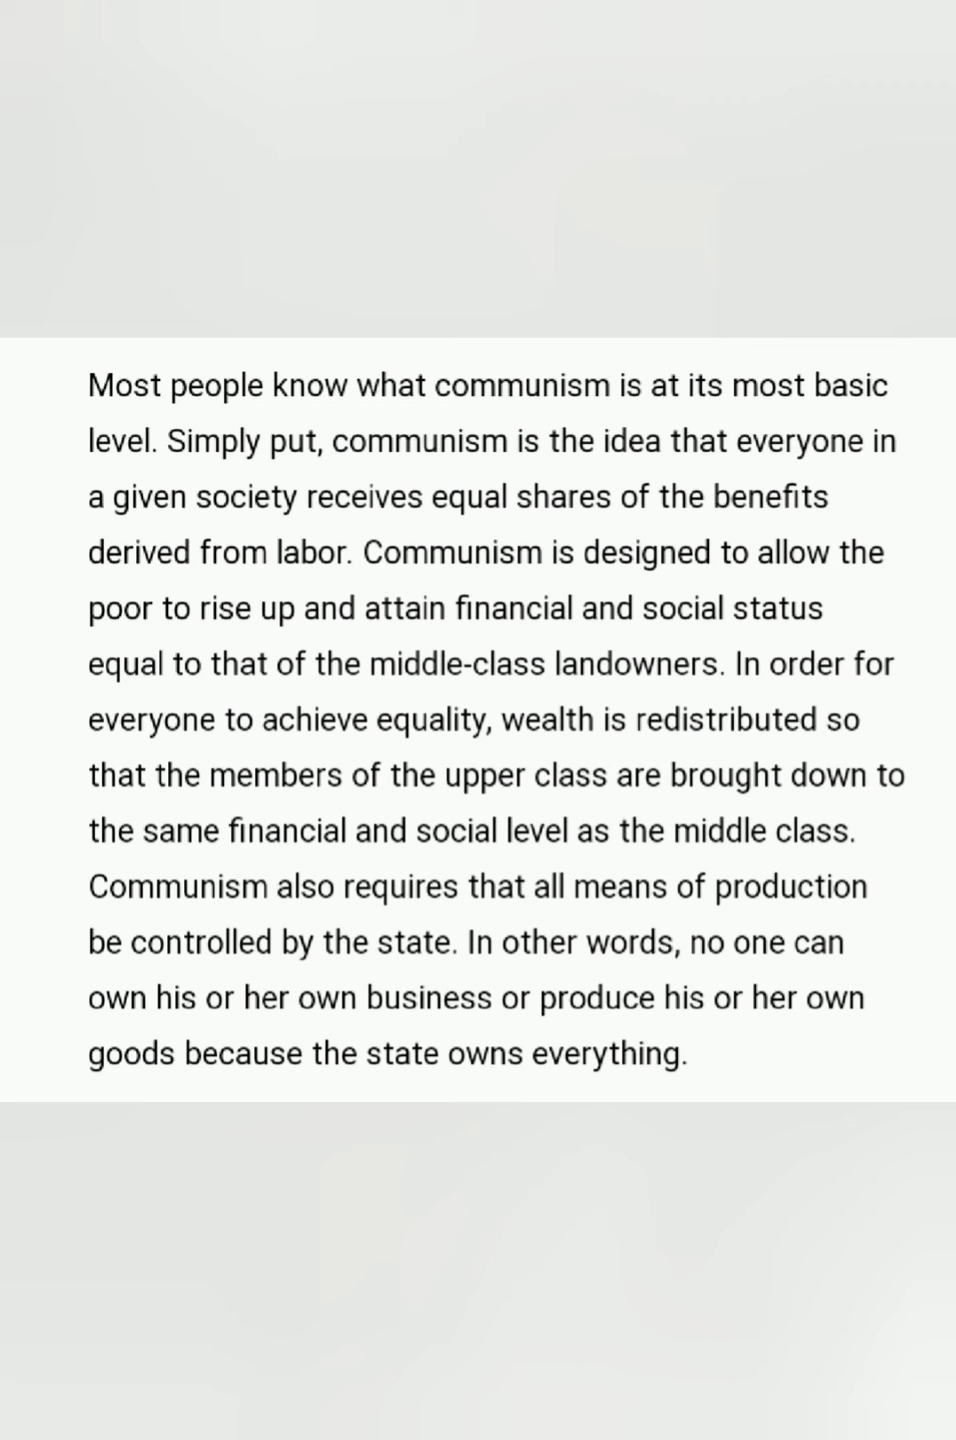 Most people know what communism is at its most basic
level. Simply put, communism is the idea that everyone in
a given society receives equal shares of the benefits
derived from labor. Communism is designed to allow the
poor to rise up and attain financial and social status
equal to that of the middle-class landowners. In order for
everyone to achieve equality, wealth is redistributed so
that the members of the upper class are brought down to
the same financial and social level as the middle class.
Communism also requires that all means of production
be controlled by the state. In other words, no one can
own his or her own business or produce his or her own
goods because the state owns everything.